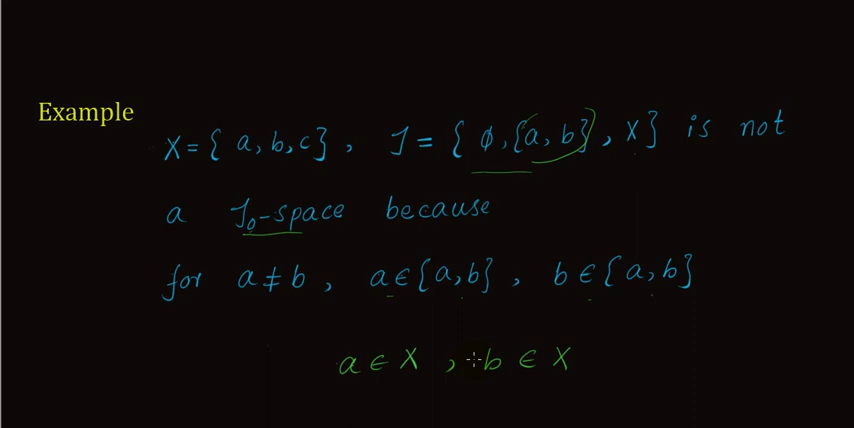 Example
X = { a, b, c} , J = { ϕ, {a, b} , X } is not
a J₀-space because
for a ≠ b , a ∈ {a, b} , b ∈ {a, b}
a ∈ X , b ∈ X